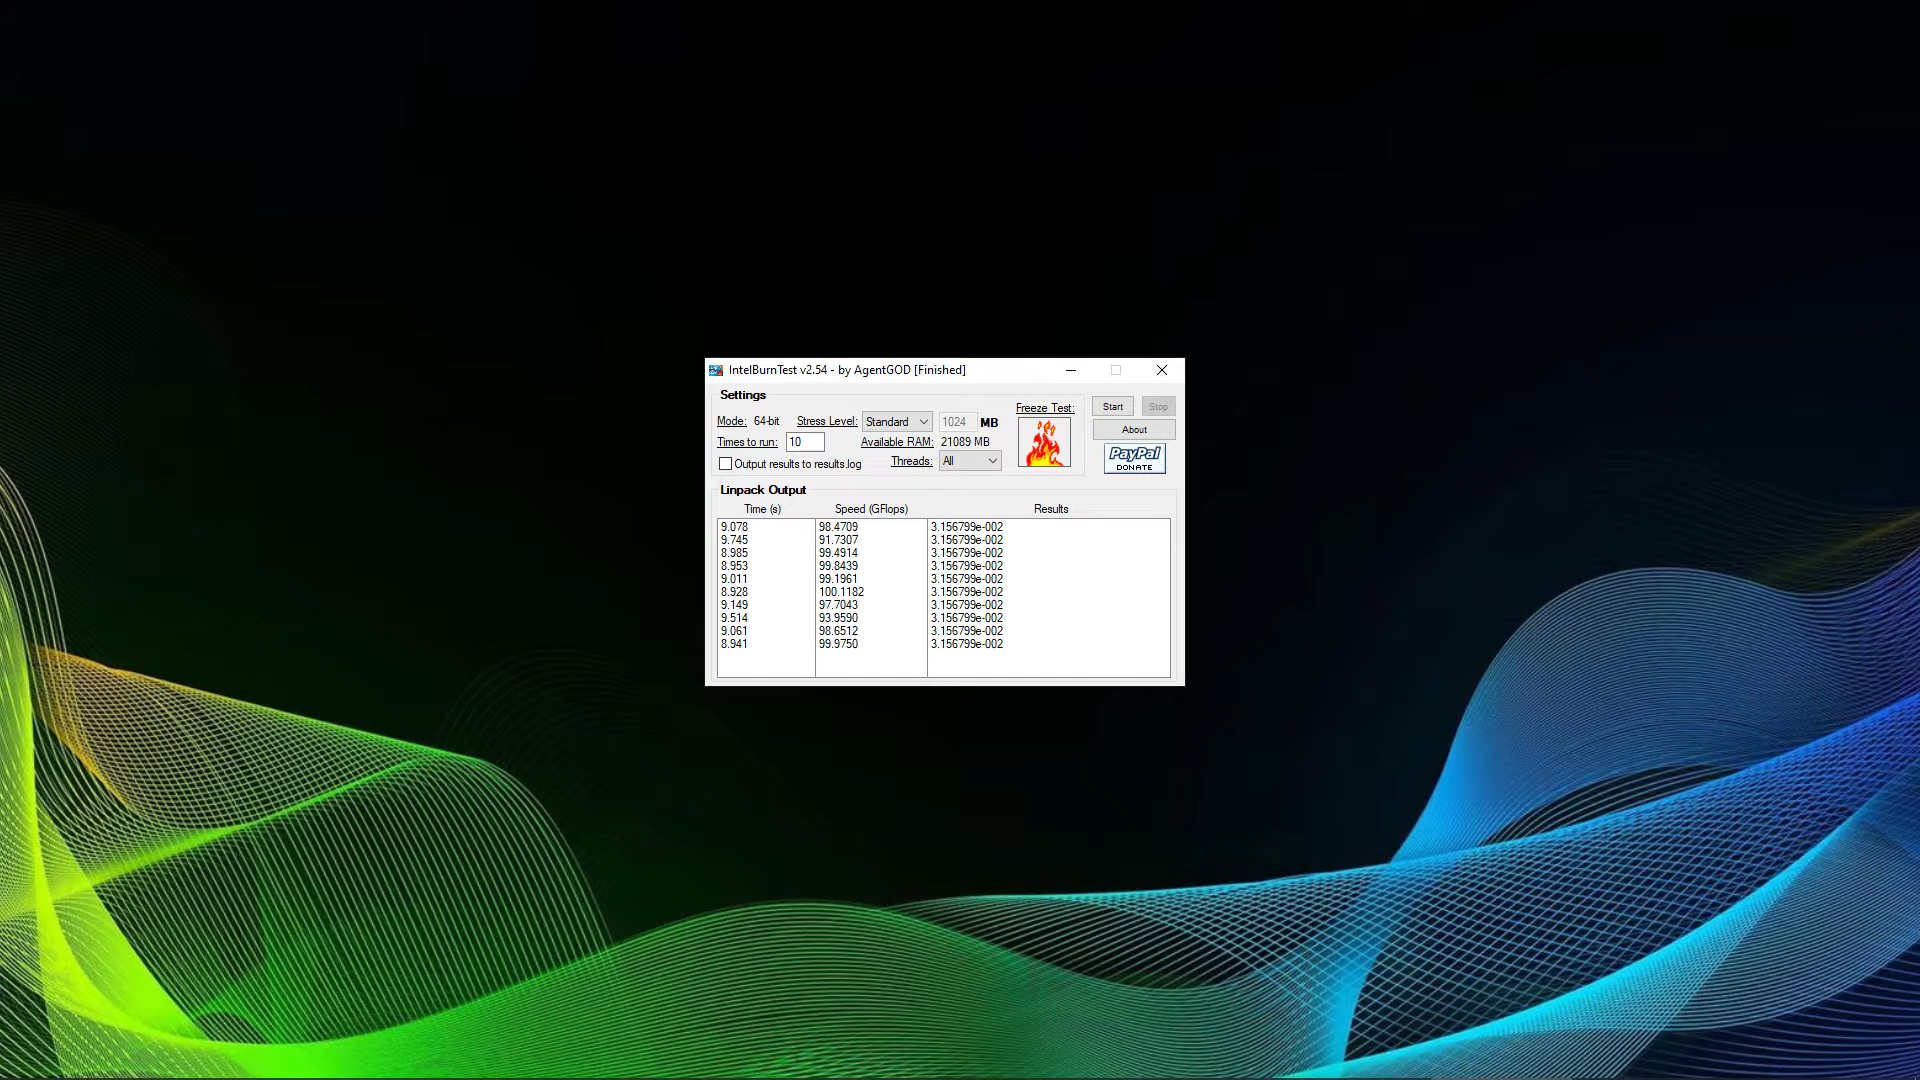 IntelBurnTest v2.54 - by AgentGOD [Finished]
Settings
Mode: 64-bit Stress Level: Standard 1024 MB
Times to run: 10 Available RAM: 21089 MB
Output results to results.log Threads: All
Freeze Test:
Start Stop
About
PayPal
DONATE
Linpack Output
Time (s) Speed (GFlops) Results
9.078 98.4709 3.156799e-002
9.745 91.7307 3.156799e-002
8.985 99.4914 3.156799e-002
8.953 99.8439 3.156799e-002
9.011 99.1961 3.156799e-002
8.928 100.1182 3.156799e-002
9.149 97.7043 3.156799e-002
9.514 93.9590 3.156799e-002
9.061 98.6512 3.156799e-002
8.941 99.9750 3.156799e-002